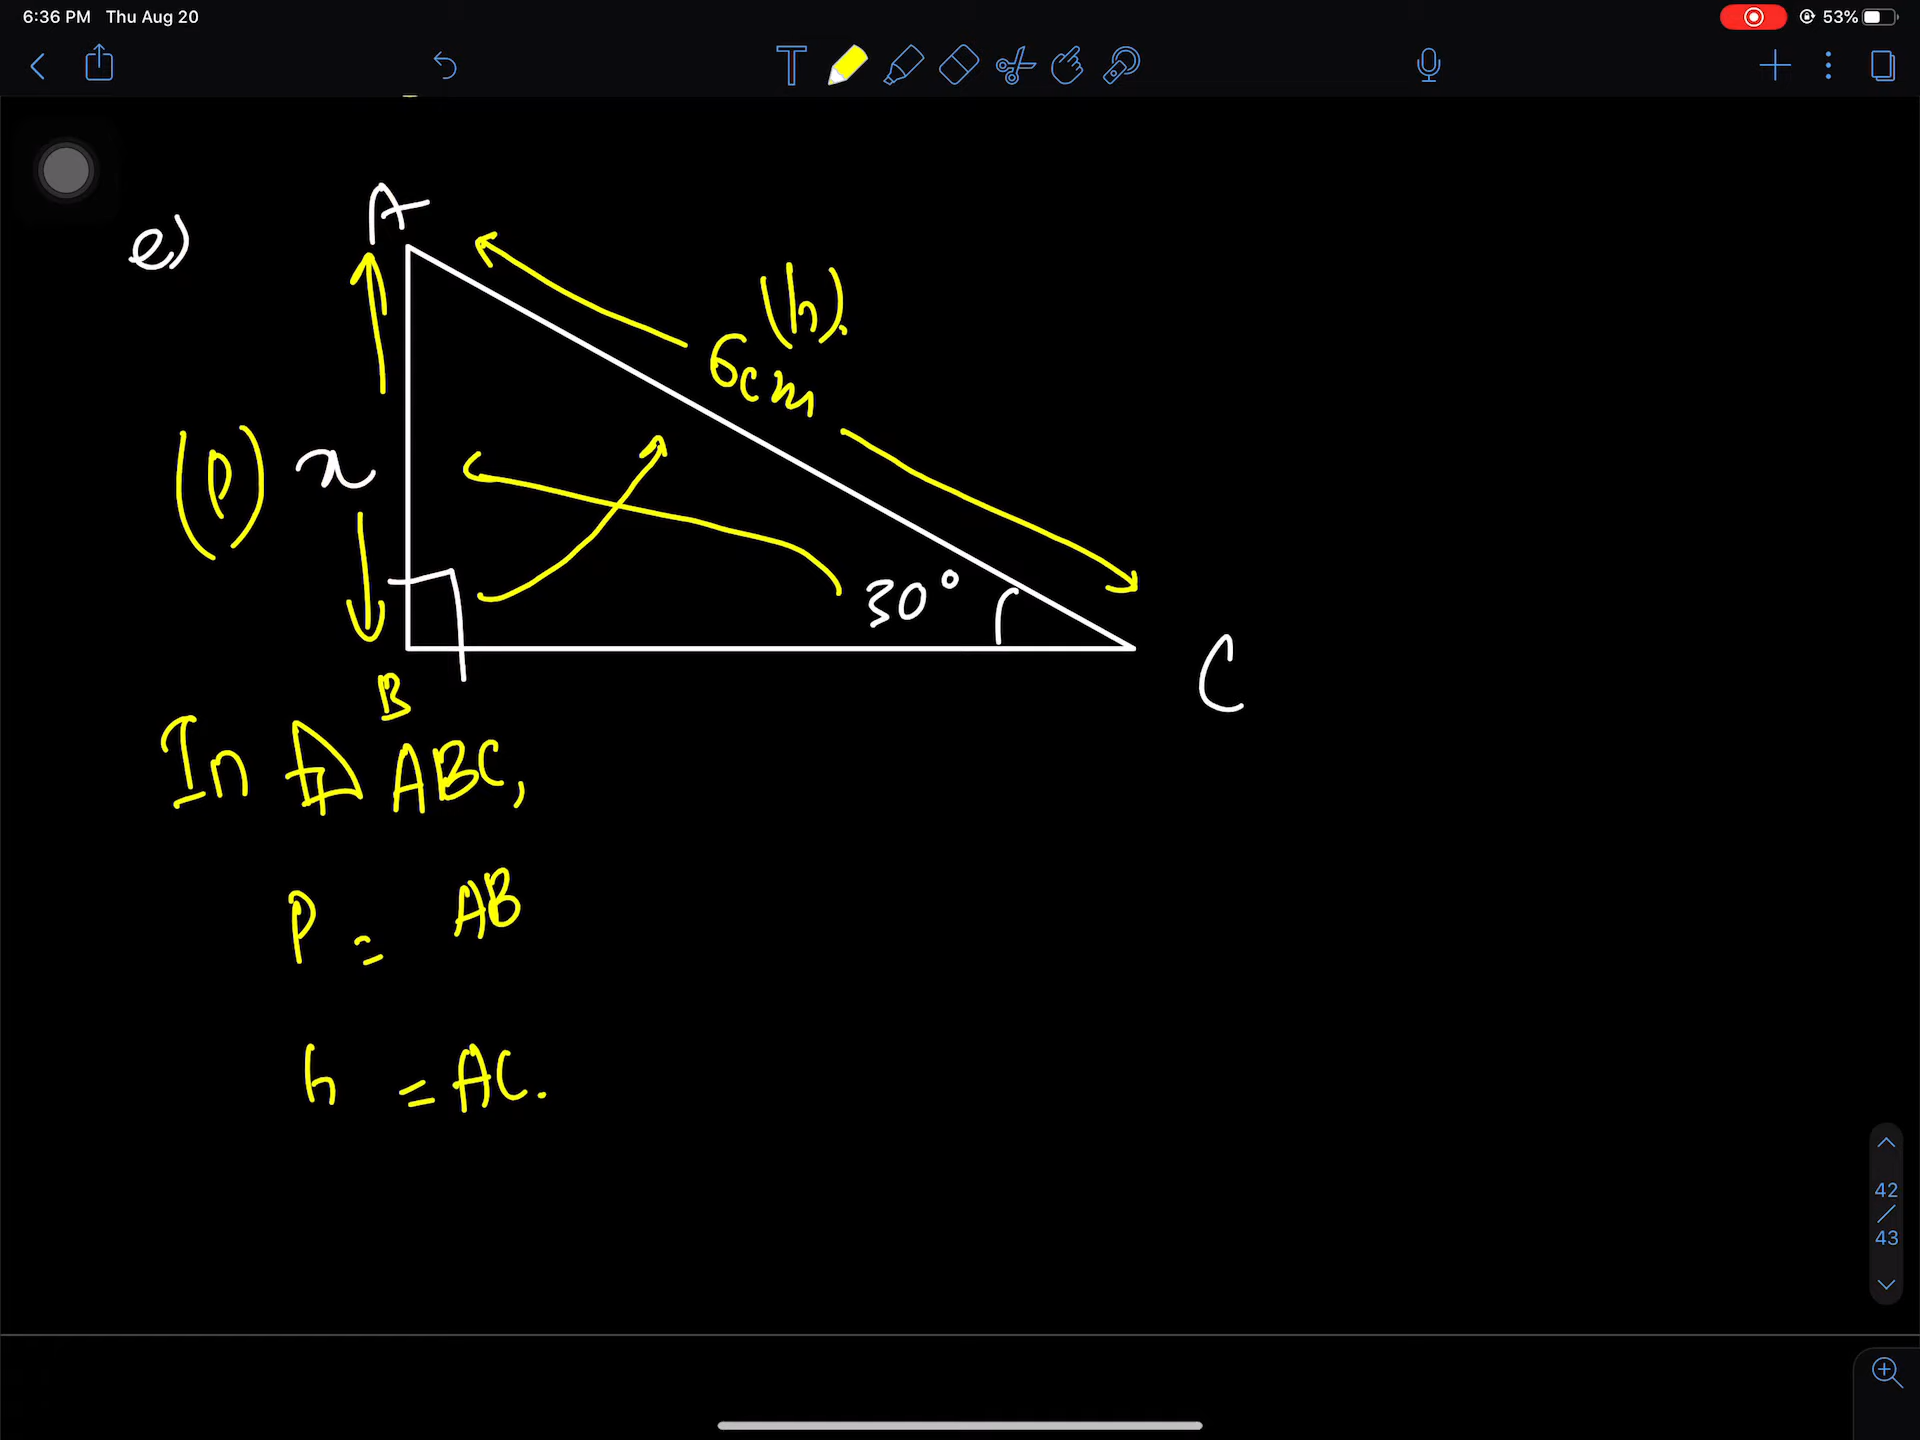 6:36 PM Thu Aug 20
53%
e)
A
(h).
6cm
(p) x
30°
C
B
In ABC,
p = AB
h = AC.
42
/
43